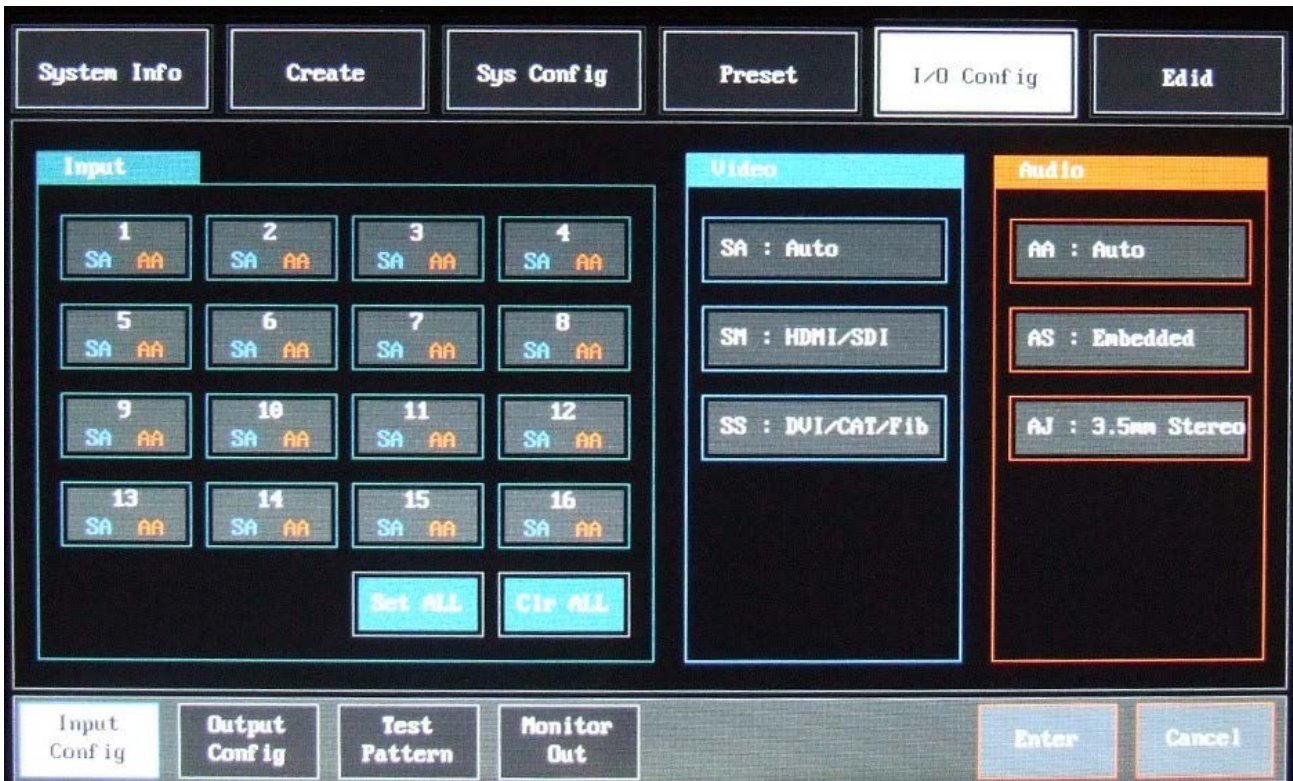 System Info
Create
Sys Config
Preset
I/O Config
Edid
Input
Video
Audio
1
SA AA
2
SA AA
3
SA AA
4
SA AA
SA : Auto
AA : Auto
5
SA AA
6
SA AA
7
SA AA
8
SA AA
SM : HDMI/SDI
AS : Embedded
9
SA AA
10
SA AA
11
SA AA
12
SA AA
SS : DVI/CAT/Fib
AJ : 3.5mm Stereo
13
SA AA
14
SA AA
15
SA AA
16
SA AA
Set ALL
Clr ALL
Input
Config
Output
Config
Test
Pattern
Monitor
Out
Enter
Cancel